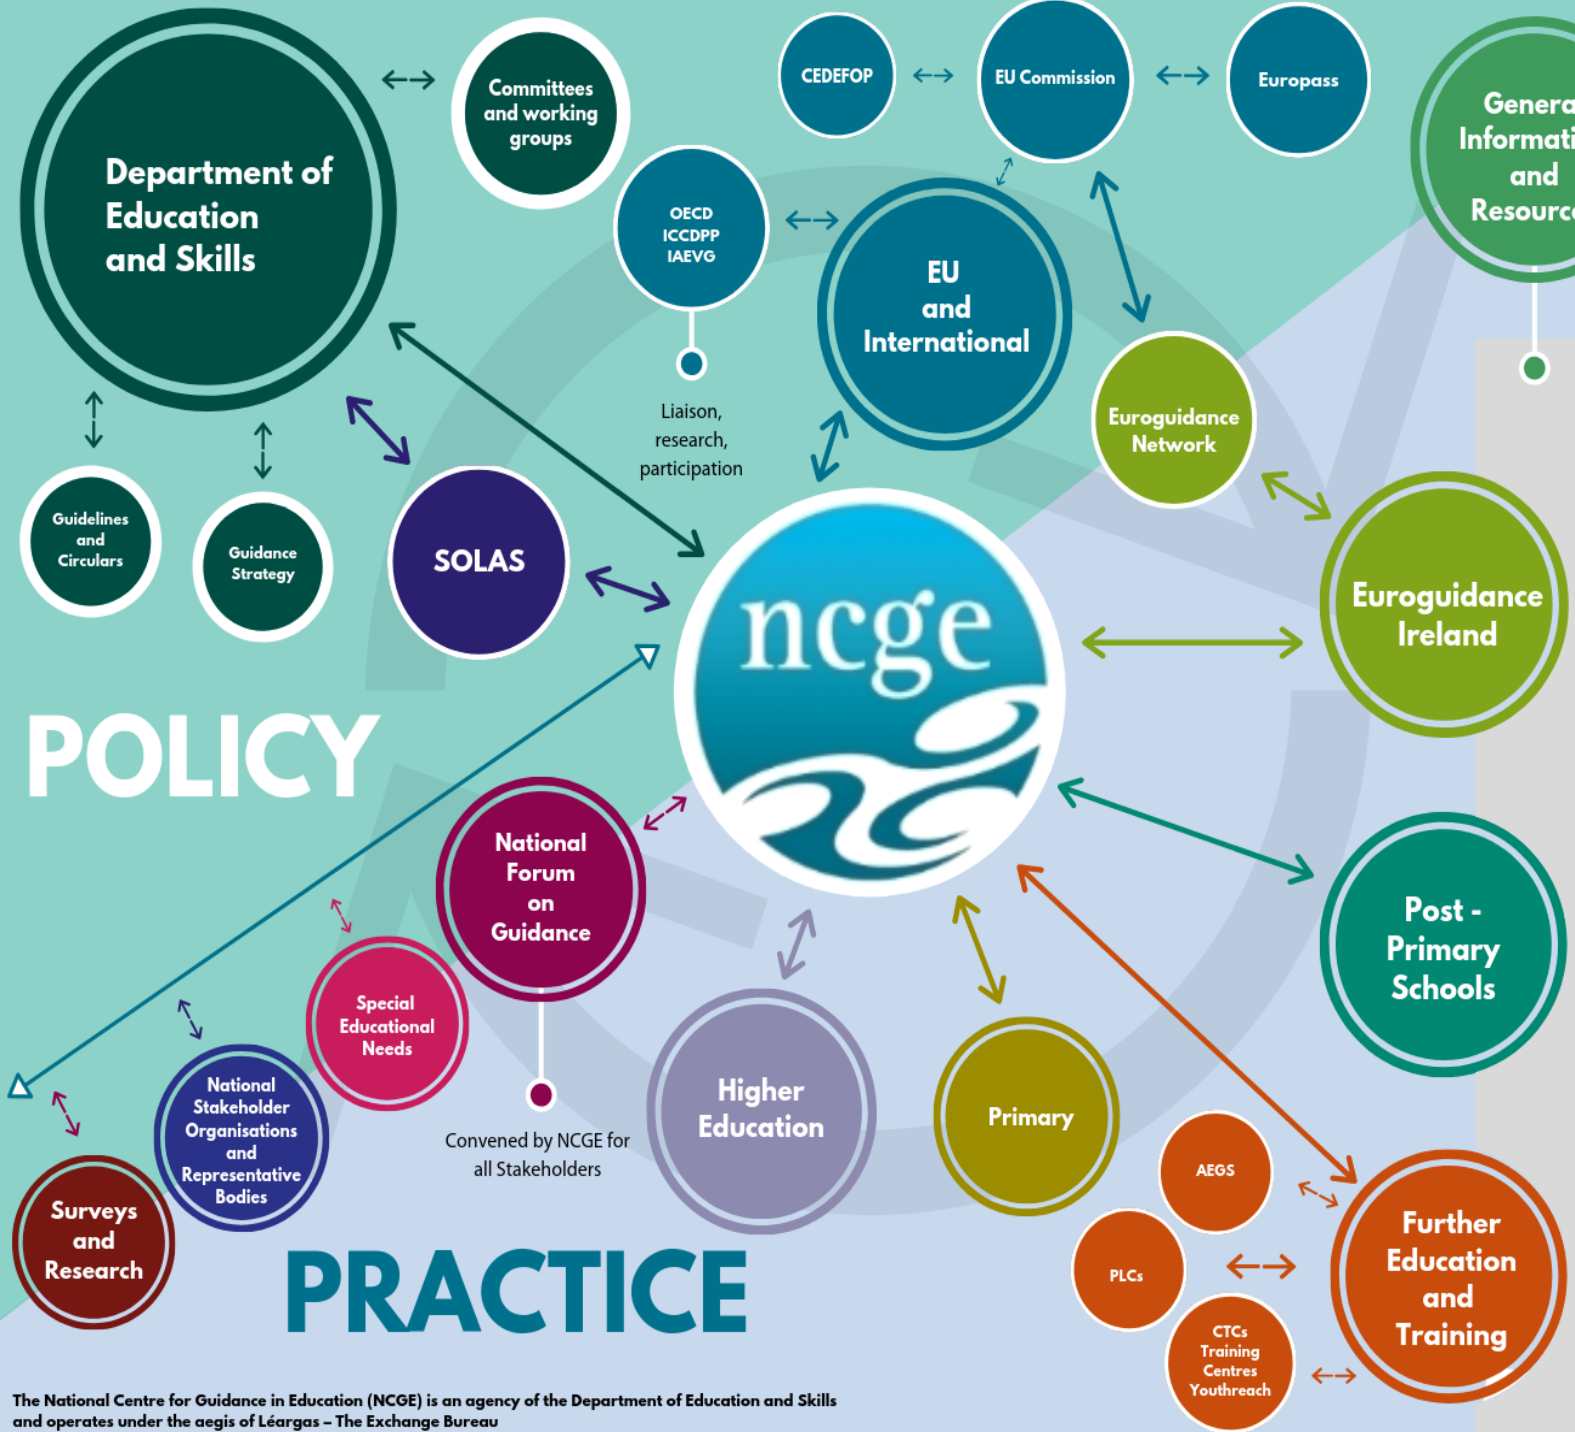 Department of
Education
and Skills
Committees
and working
groups
CEDEFOP
EU Commission
Europass
Genera
Informati
and
Resourc
OECD
ICCDPP
IAEVG
EU
and
International
Liaison,
research,
participation
Euroguidance
Network
Guidelines
and
Circulars
Guidance
Strategy
SOLAS
ncge
Euroguidance
Ireland
POLICY
National
Forum
on
Guidance
Post -
Primary
Schools
Special
Educational
Needs
National
Stakeholder
Organisations
and
Representative
Bodies
Convened by NCGE for
all Stakeholders
Higher
Education
Primary
Surveys
and
Research
AEGS
PLCs
CTCs
Training
Centres
Youthreach
Further
Education
and
Training
PRACTICE
The National Centre for Guidance in Education (NCGE) is an agency of the Department of Education and Skills
and operates under the aegis of Léargas – The Exchange Bureau